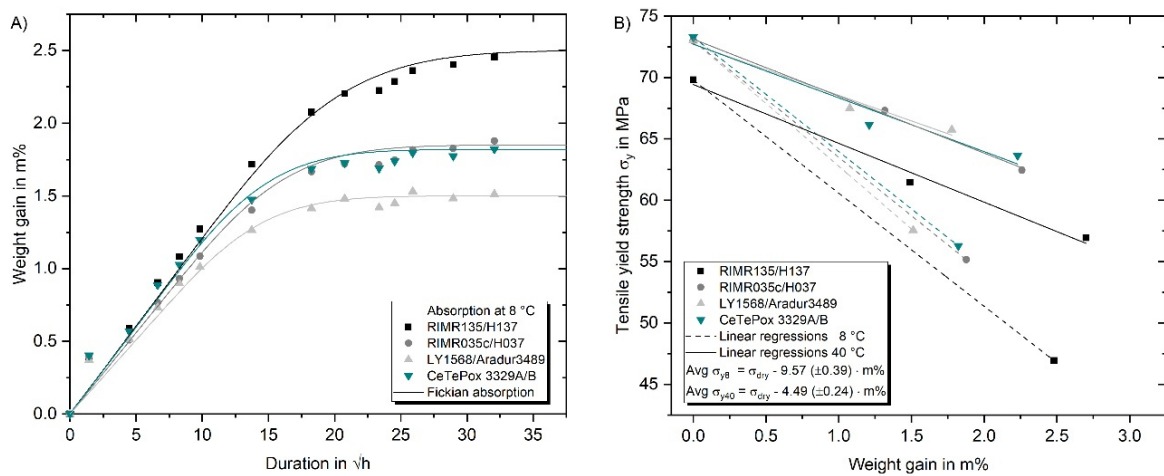 A)
2.5
2.0
1.5
1.0
0.5
0.0
Weight gain in m%
0 5 10 15 20 25 30 35
Duration in √h
Absorption at 8 °C
RIMR135/H137
RIMR035c/H037
LY1568/Aradur3489
CeTePox 3329A/B
Fickian absorption
B)
75
70
65
60
55
50
45
Tensile yield strength σy in MPa
0.0 0.5 1.0 1.5 2.0 2.5 3.0
Weight gain in m%
RIMR135/H137
RIMR035c/H037
LY1568/Aradur3489
CeTePox 3329A/B
Linear regressions 8 °C
Linear regressions 40 °C
Avg σy8 = σdry - 9.57 (±0.39) · m%
Avg σy40 = σdry - 4.49 (±0.24) · m%